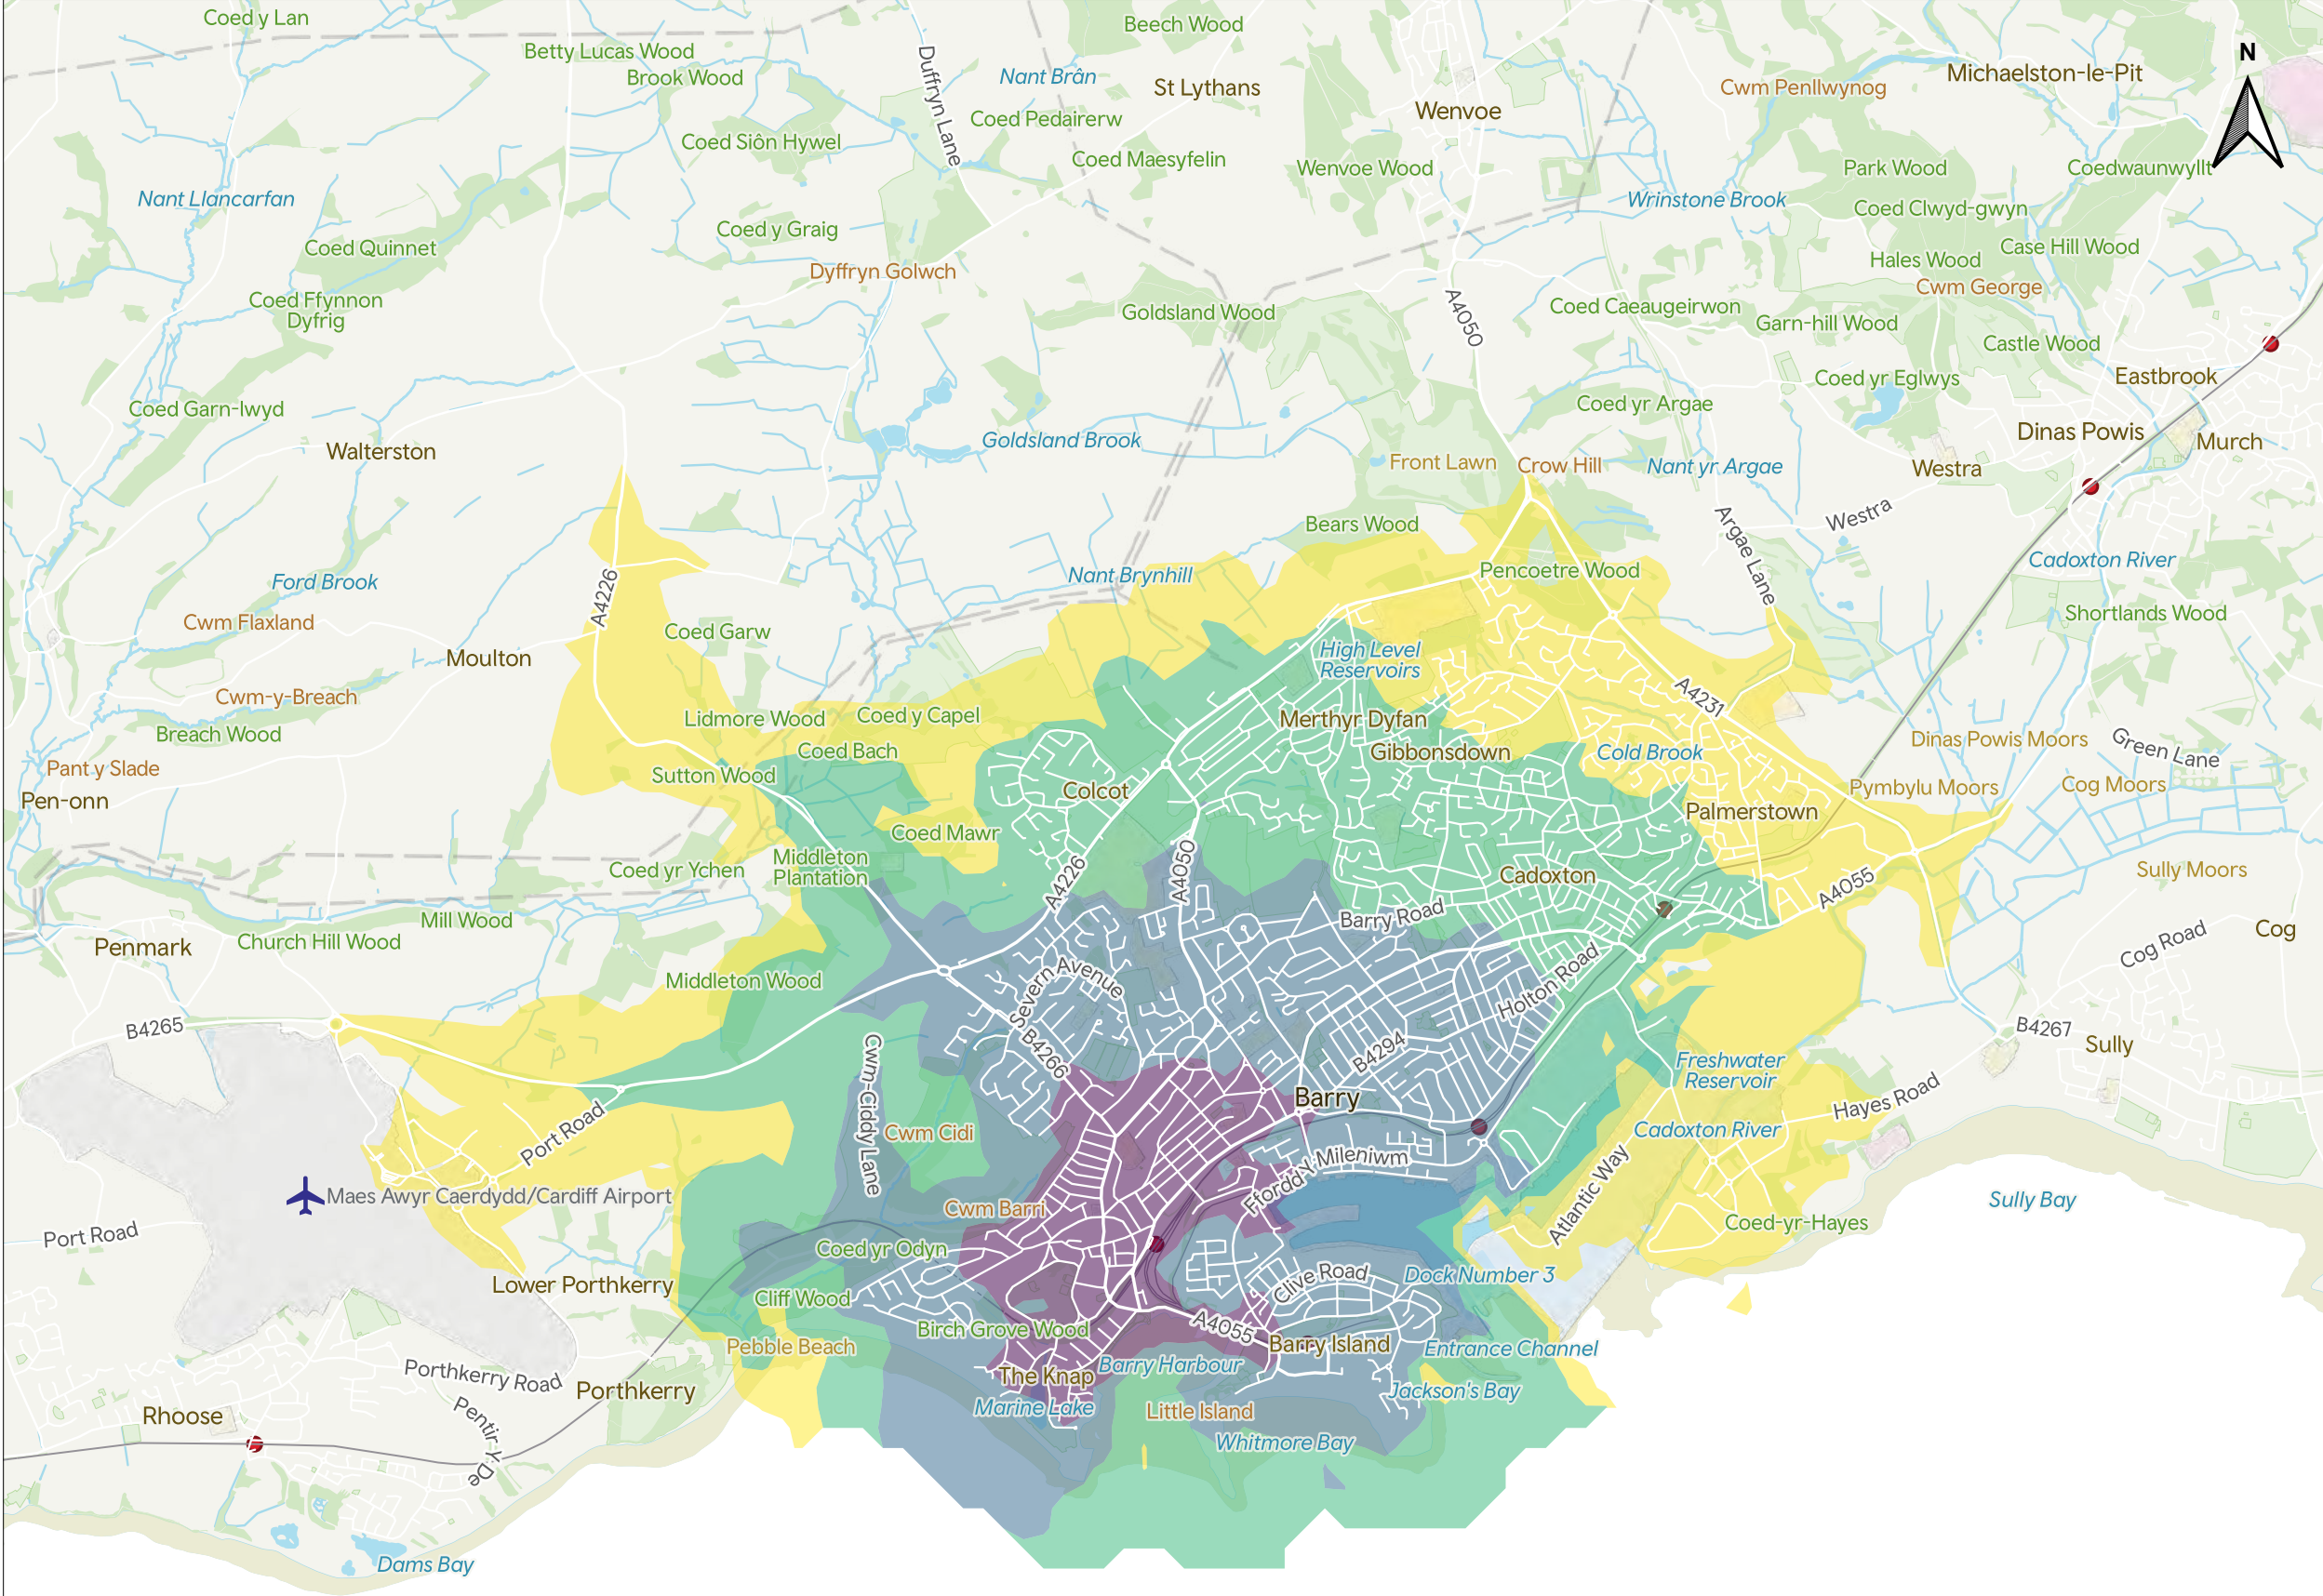 Coed y Lan
Beech Wood
N
Betty Lucas Wood
Brook Wood
Duffryn Lane
Nant Brân
St Lythans
Wenvoe
Cwm Penllwynog
Michaelston-le-Pit
Coed Pedairerw
Coed Siôn Hywel
Coed Maesyfelin
Wenvoe Wood
Park Wood
Coedwaunwyllt
Nant Llancarfan
Wrinstone Brook
Coed Clwyd-gwyn
Coed y Graig
Coed Quinnet
Case Hill Wood
Hales Wood
Dyffryn Golwch
Cwm George
Coed Ffynnon
Dyfrig
Goldsland Wood
A4050
Coed Caeaugeirwon
Garn-hill Wood
Castle Wood
Eastbrook
Coed yr Eglwys
Coed Garn-lwyd
Coed yr Argae
Walterston
Goldsland Brook
Dinas Powis
Murch
Front Lawn
Crow Hill
Nant yr Argae
Westra
Westra
Bears Wood
Argae Lane
Cadoxton River
Ford Brook
A4226
Nant Brynhill
Pencoetre Wood
Cwm Flaxland
Coed Garw
Shortlands Wood
Moulton
High Level
Reservoirs
Cwm-y-Breach
A4231
Lidmore Wood
Coed y Capel
Merthyr Dyfan
Breach Wood
Coed Bach
Gibbonsdown
Cold Brook
Dinas Powis Moors
Green Lane
Pant y Slade
Sutton Wood
Pen-onn
Colcot
Pymbylu Moors
Cog Moors
Palmerstown
Coed Mawr
Middleton
Plantation
Coed yr Ychen
A4226
A4050
Cadoxton
A4055
Sully Moors
Mill Wood
Barry Road
Church Hill Wood
Penmark
Cog Road
Cog
Middleton Wood
Severn Avenue
Holton Road
B4265
B4266
B4294
B4267
Sully
Cwm-Ciddy Lane
Freshwater
Reservoir
Barry
Hayes Road
Port Road
Cwm Cidi
Cadoxton River
Ffordd y Mileniwm
Atlantic Way
Maes Awyr Caerdydd/Cardiff Airport
Sully Bay
Cwm Barri
Port Road
Coed-yr-Hayes
Coed yr Odyn
Clive Road
Dock Number 3
Lower Porthkerry
Cliff Wood
Birch Grove Wood
A4055
Barry Island
Pebble Beach
Entrance Channel
Barry Harbour
The Knap
Porthkerry Road
Porthkerry
Jackson's Bay
Marine Lake
Little Island
Rhoose
Pentir Y De
Whitmore Bay
Dams Bay